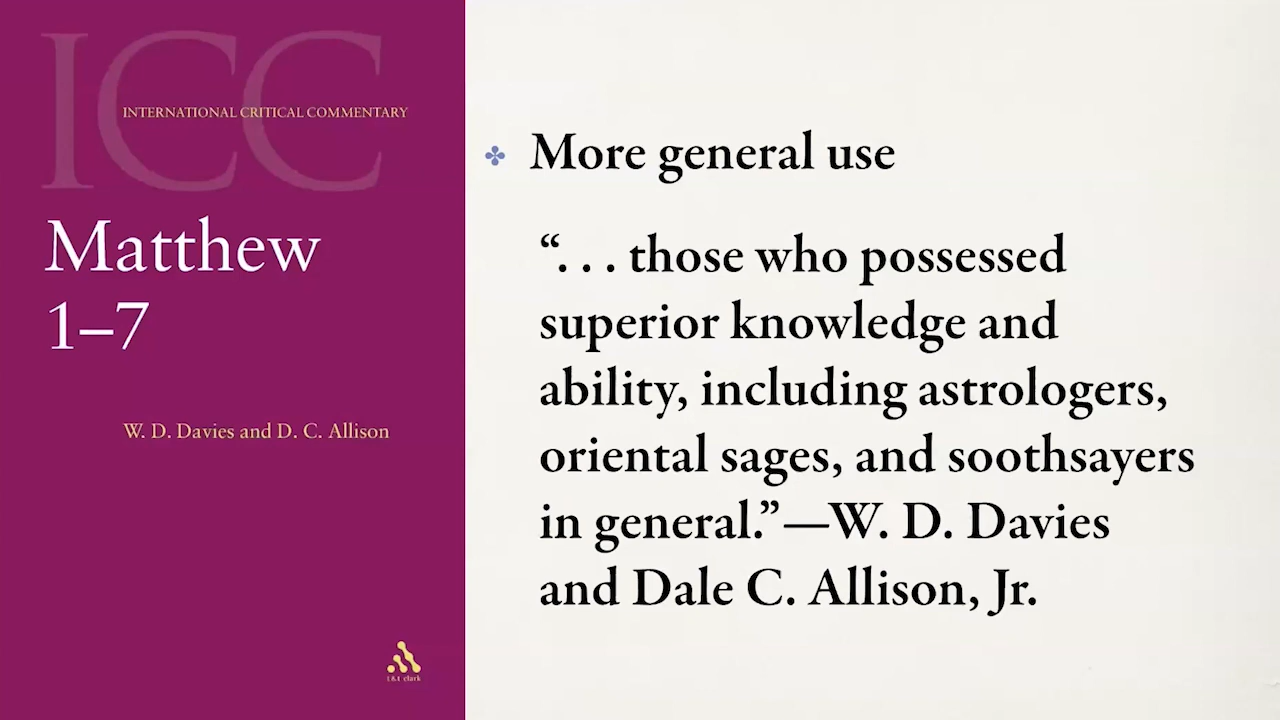 ICC
INTERNATIONAL CRITICAL COMMENTARY
Matthew
1–7
W. D. Davies and D. C. Allison
t&t clark
More general use
“. . . those who possessed
superior knowledge and
ability, including astrologers,
oriental sages, and soothsayers
in general.”—W. D. Davies
and Dale C. Allison, Jr.